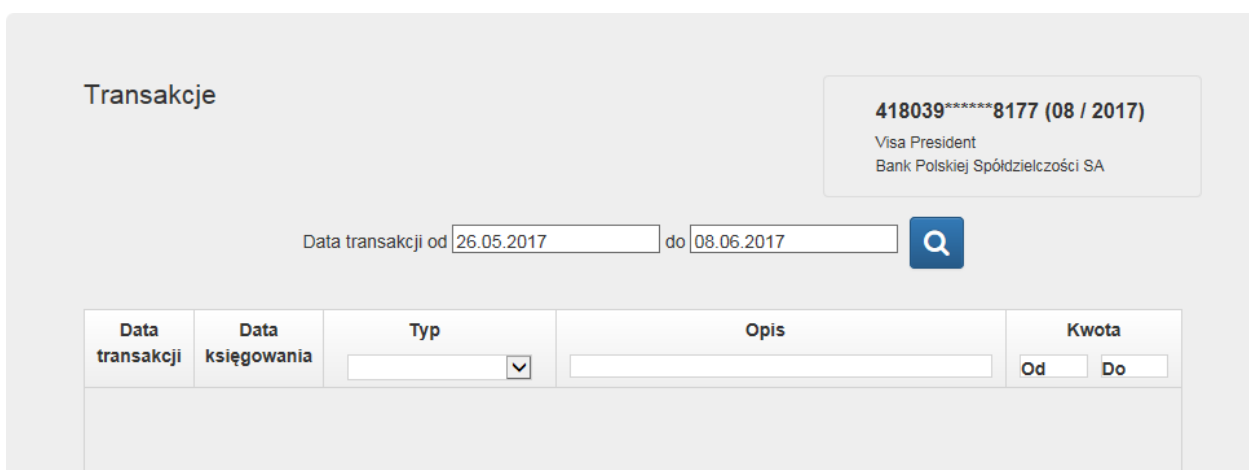 Transakcje
418039******8177 (08 / 2017)
Visa President
Bank Polskiej Spółdzielczości SA
Data transakcji od 26.05.2017 do 08.06.2017
Data transakcji Data księgowania Typ Opis Kwota
Od Do